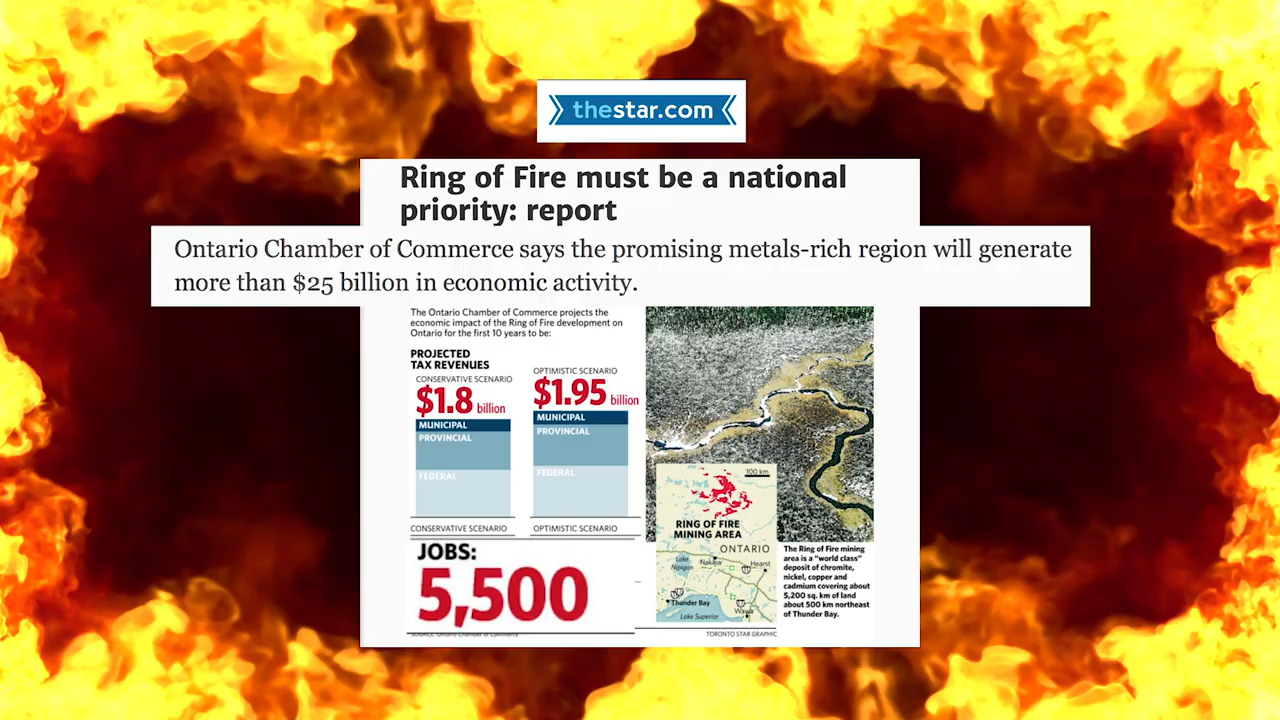 thestar.com
Ring of Fire must be a national
priority: report
Ontario Chamber of Commerce says the promising metals-rich region will generate
more than $25 billion in economic activity.
The Ontario Chamber of Commerce projects the
economic impact of the Ring of Fire development on
Ontario for the first 10 years to be:
PROJECTED
TAX REVENUES
CONSERVATIVE SCENARIO
$1.8 billion
MUNICIPAL
PROVINCIAL
FEDERAL
OPTIMISTIC SCENARIO
$1.95 billion
MUNICIPAL
PROVINCIAL
FEDERAL
CONSERVATIVE SCENARIO
OPTIMISTIC SCENARIO
JOBS:
5,500
SOURCE: Ontario Chamber of Commerce
100 km
RING OF FIRE
MINING AREA
ONTARIO
Lake
Nipigon
Nakina
Hearst
Thunder Bay
Wawa
Lake Superior
The Ring of Fire mining
area is a “world class”
deposit of chromite,
nickel, copper and
cadmium covering about
5,200 sq. km of land
about 500 km northeast
of Thunder Bay.
TORONTO STAR GRAPHIC